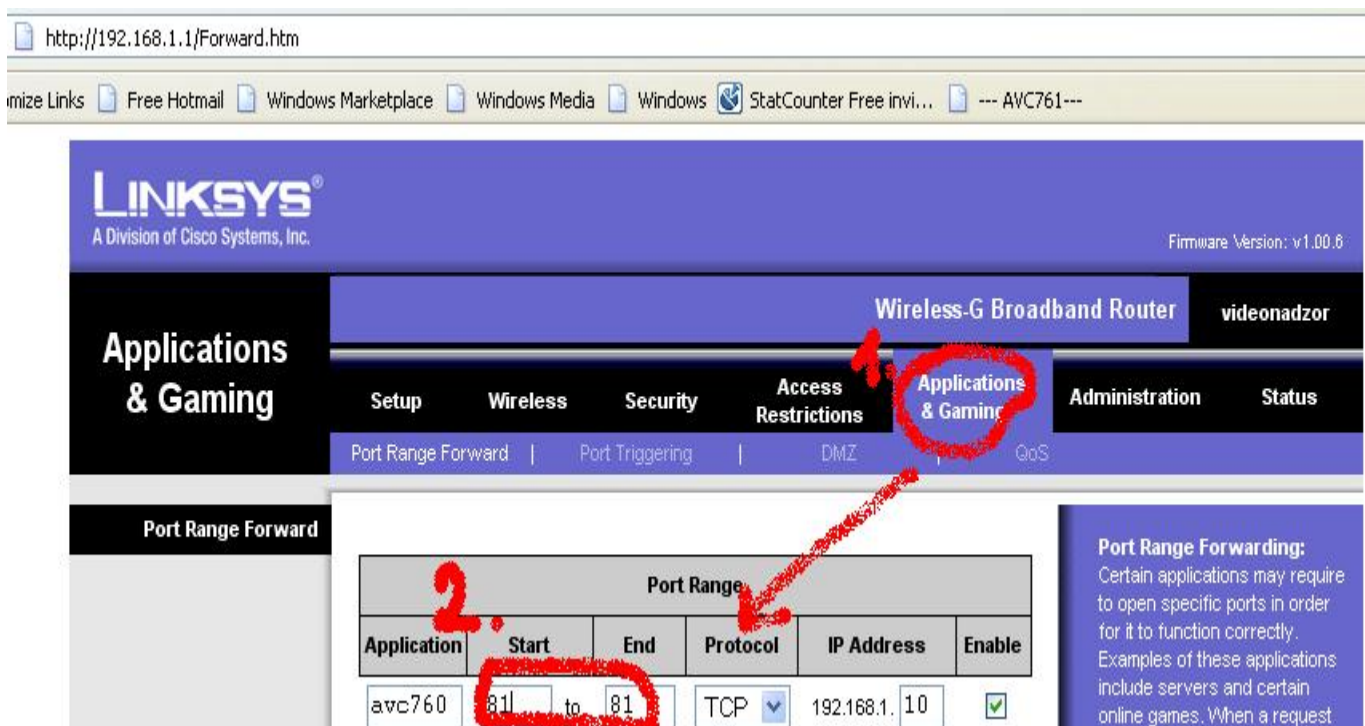 http://192.168.1.1/Forward.htm
omize Links Free Hotmail Windows Marketplace Windows Media Windows StatCounter Free invi... --- AVC761---
LINKSYS®
A Division of Cisco Systems, Inc.
Firmware Version: v1.00.6
Wireless-G Broadband Router videonadzor
Applications
& Gaming
1.
Setup Wireless Security Access Restrictions Applications & Gaming Administration Status
Port Range Forward | Port Triggering | DMZ | QoS
Port Range Forward
2.
Port Range
Application Start End Protocol IP Address Enable
avc760 81 to 81 TCP 192.168.1. 10
Port Range Forwarding:
Certain applications may require
to open specific ports in order
for it to function correctly.
Examples of these applications
include servers and certain
online games. When a request